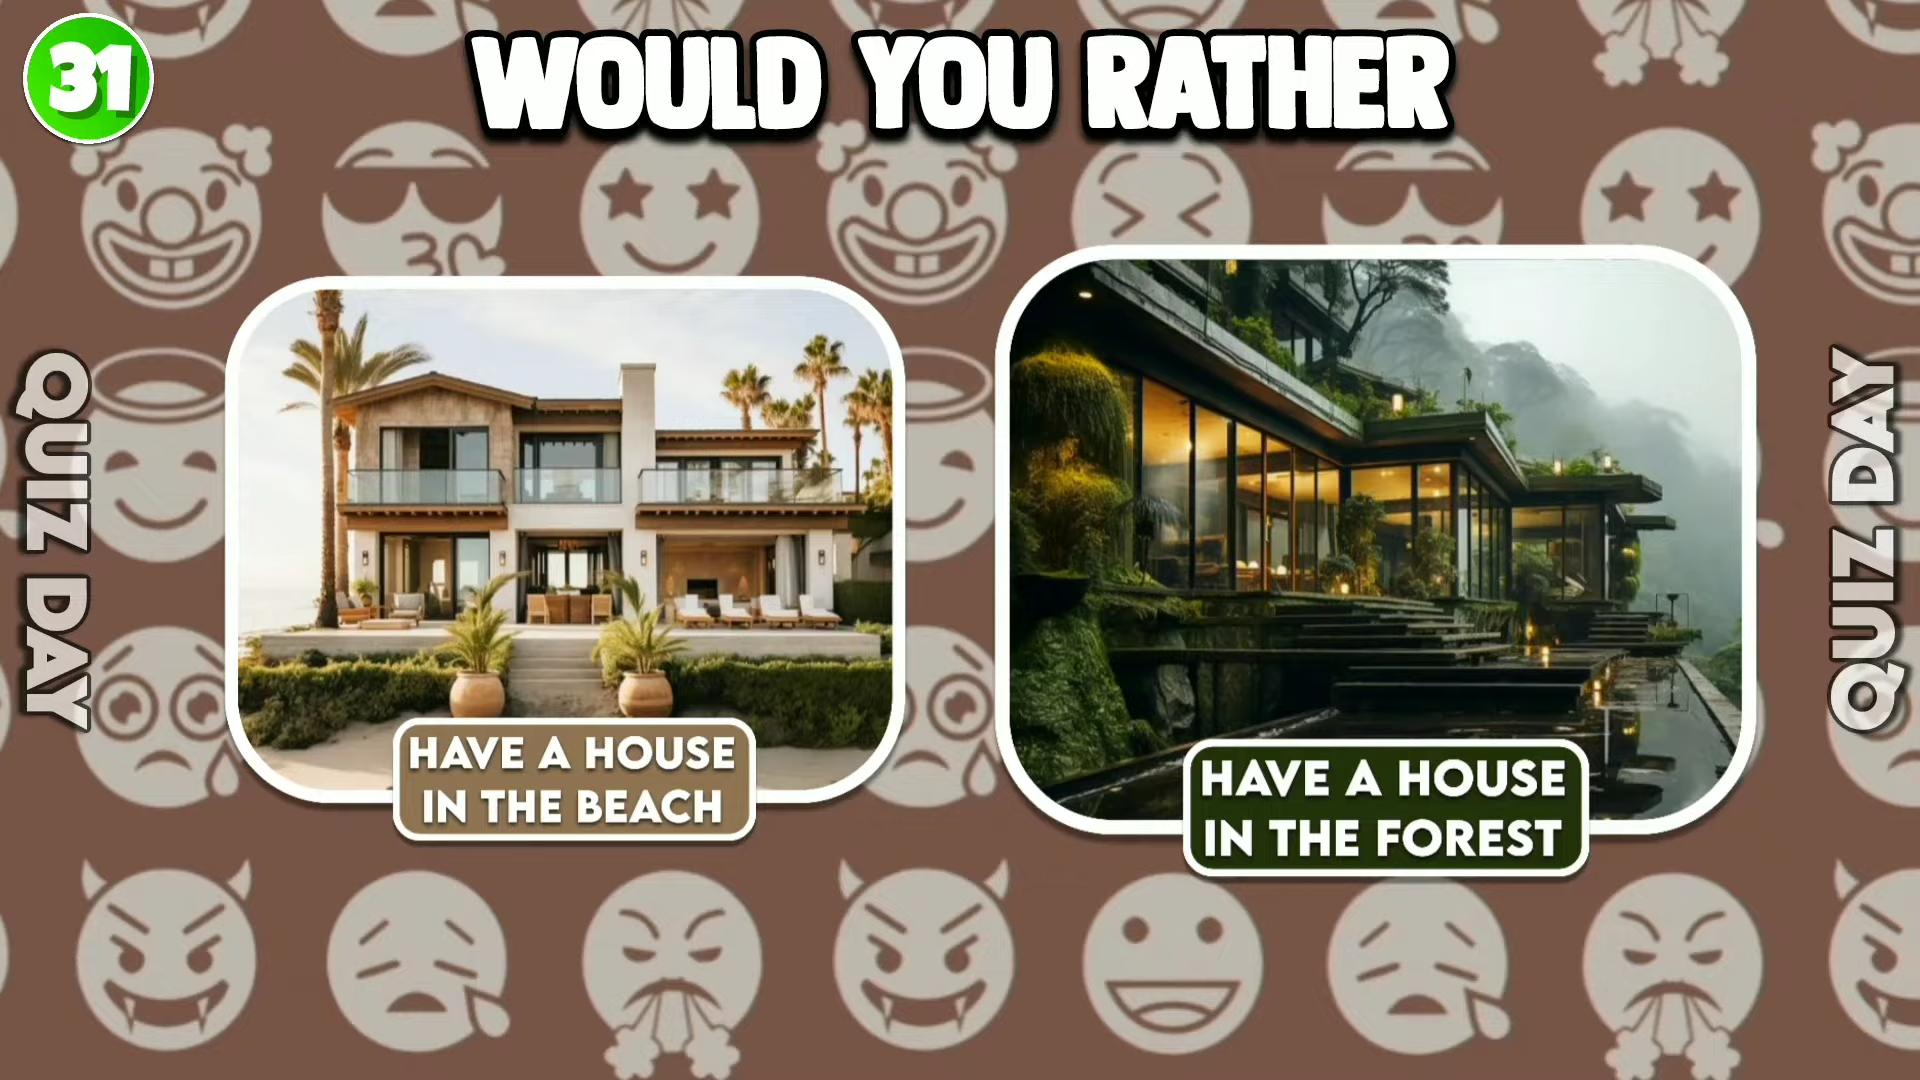 31
WOULD YOU RATHER
QUIZ DAY
HAVE A HOUSE
IN THE BEACH
HAVE A HOUSE
IN THE FOREST
QUIZ DAY